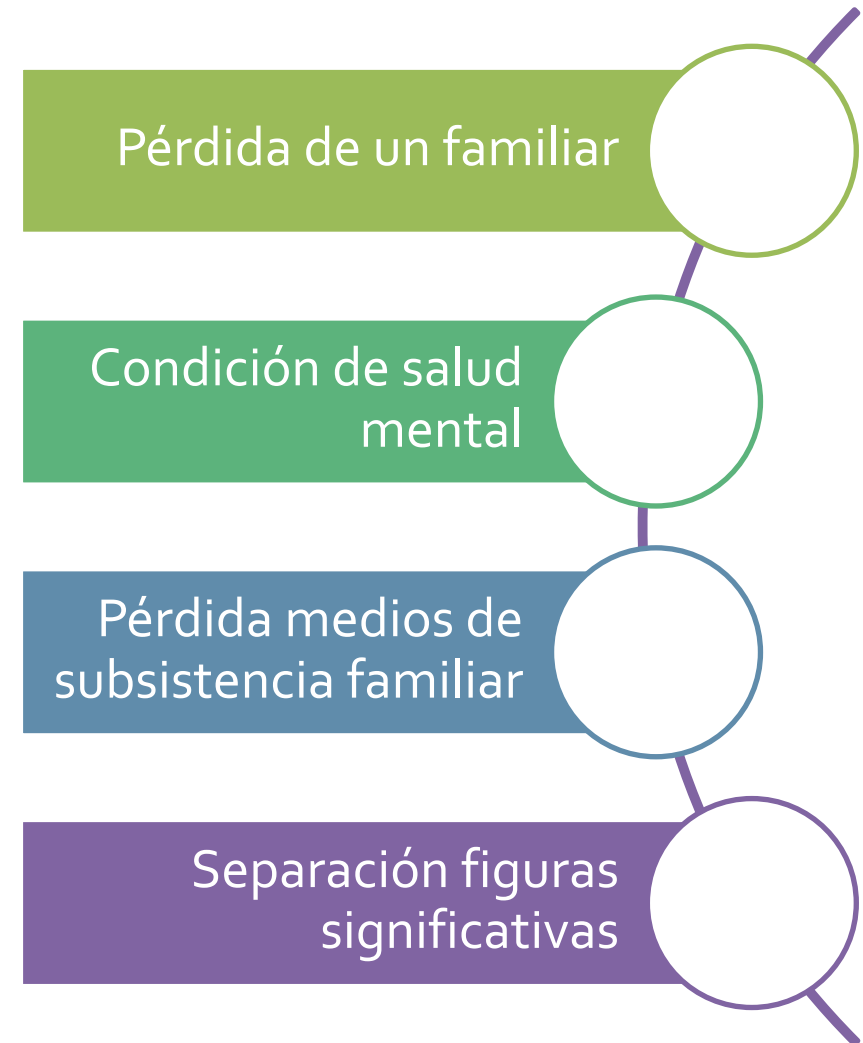 Pérdida de un familiar
Condición de salud
mental
Pérdida medios de
subsistencia familiar
Separación figuras
significativas